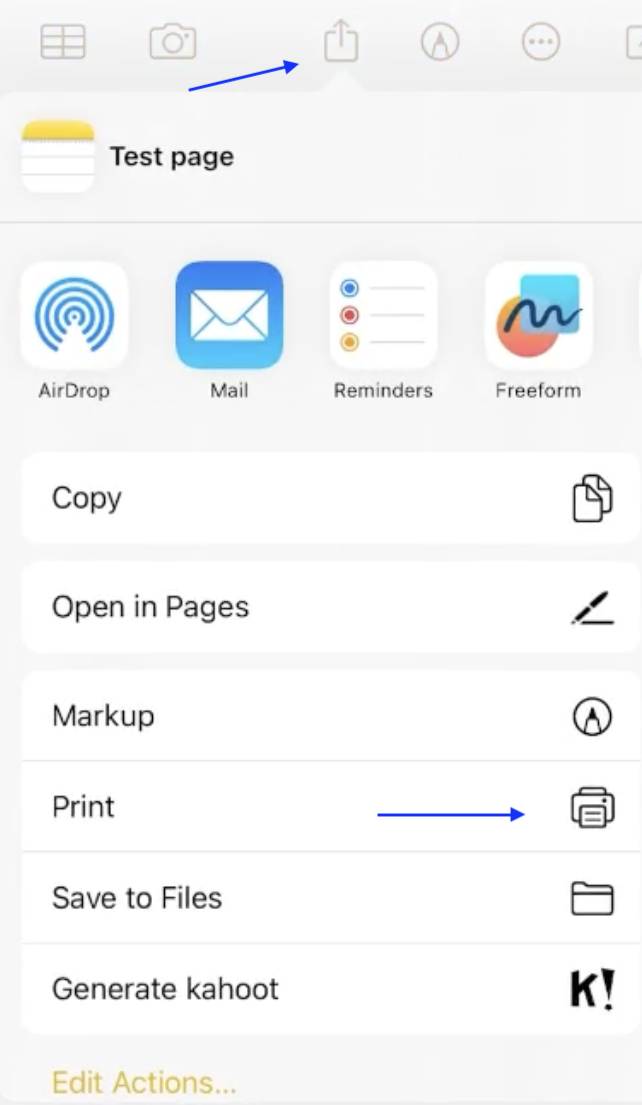 Test page
AirDrop
Mail
Reminders
Freeform
Copy
Open in Pages
Markup
Print
Save to Files
Generate kahoot
K!
Edit Actions...